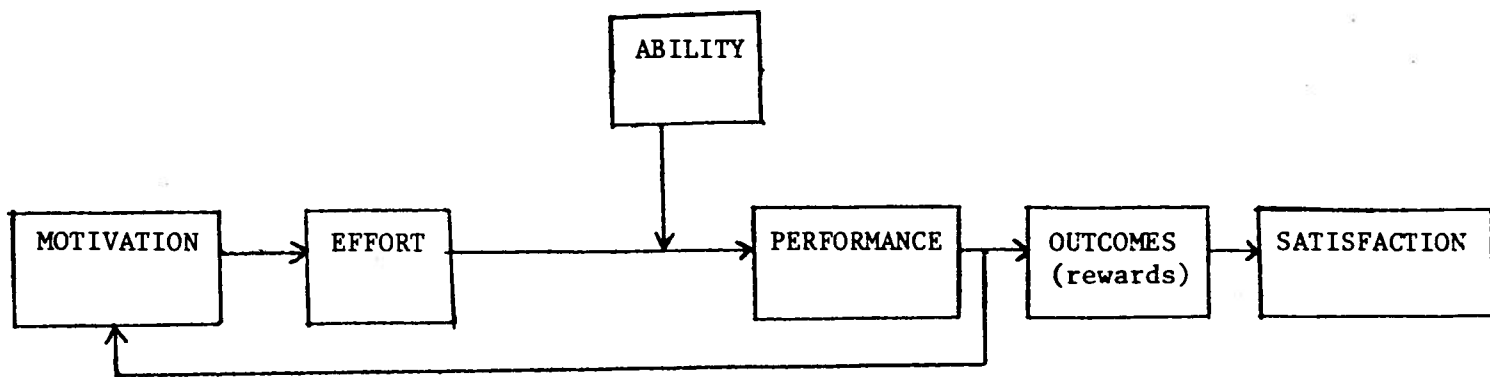 ABILITY
MOTIVATION
EFFORT
PERFORMANCE
OUTCOMES
(rewards)
SATISFACTION